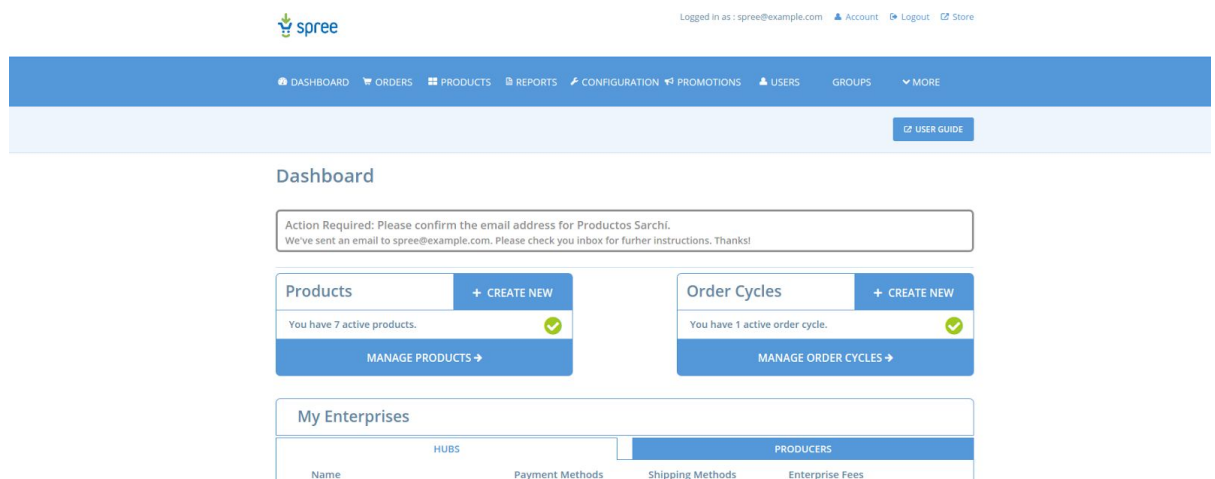 spree
Logged in as : spree@example.com Account Logout Store
DASHBOARD ORDERS PRODUCTS REPORTS CONFIGURATION PROMOTIONS USERS GROUPS MORE
USER GUIDE
Dashboard
Action Required: Please confirm the email address for Productos Sarchí.
We've sent an email to spree@example.com. Please check you inbox for furher instructions. Thanks!
Products + CREATE NEW
You have 7 active products.
MANAGE PRODUCTS →
Order Cycles + CREATE NEW
You have 1 active order cycle.
MANAGE ORDER CYCLES →
My Enterprises
HUBS PRODUCERS
Name Payment Methods Shipping Methods Enterprise Fees